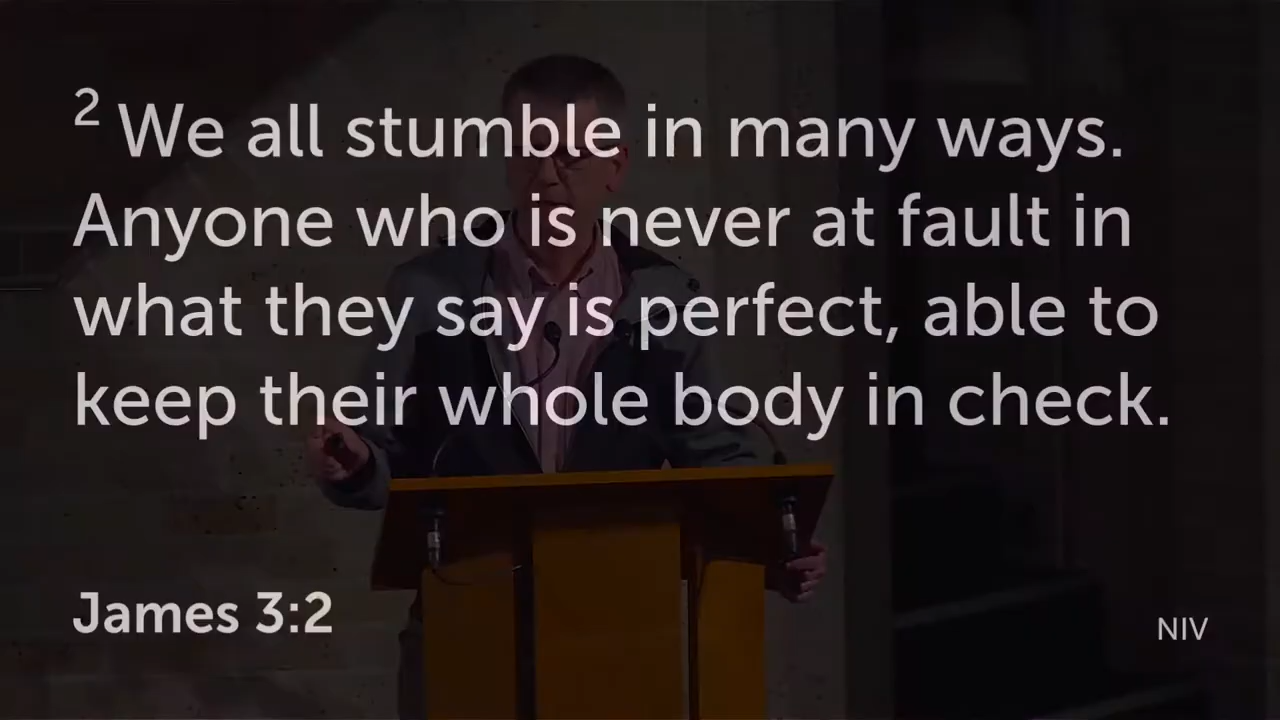 2 We all stumble in many ways.
Anyone who is never at fault in
what they say is perfect, able to
keep their whole body in check.
James 3:2
NIV